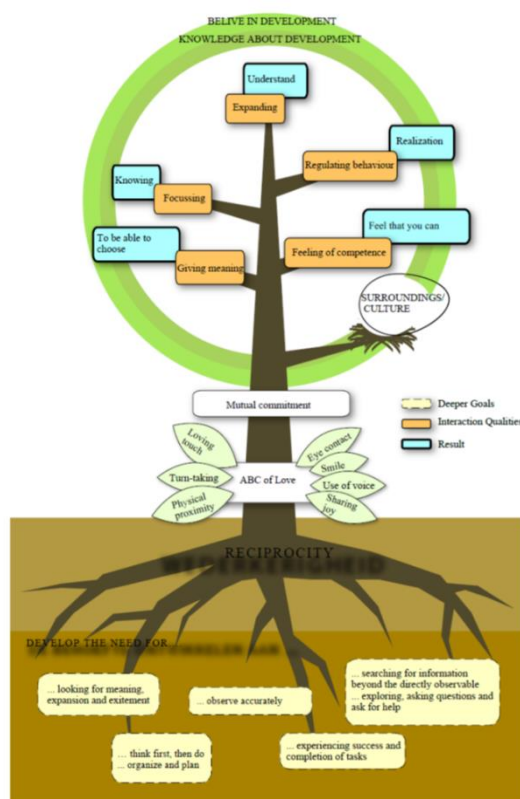 BELIVE IN DEVELOPMENT
KNOWLEDGE ABOUT DEVELOPMENT
Understand
Expanding
Realization
Regulating behaviour
Knowing
Focussing
Feel that you can
To be able to
choose
Feeling of competence
Giving meaning
SURROUNDINGS/
CULTURE
Mutual commitment
Deeper Goals
Interaction Qualities
Result
Loving
touch
Eye contact
Smile
Turn-taking
ABC of Love
Use of voice
Physical
proximity
Sharing
joy
RECIPROCITY
WEDERKERIGHEID
DEVELOP THE NEED FOR...
... looking for meaning,
expansion and exitement
... observe accurately
... searching for information
beyond the directly observable
... exploring, asking questions and
ask for help
... think first, then do
... organize and plan
... experiencing success and
completion of tasks